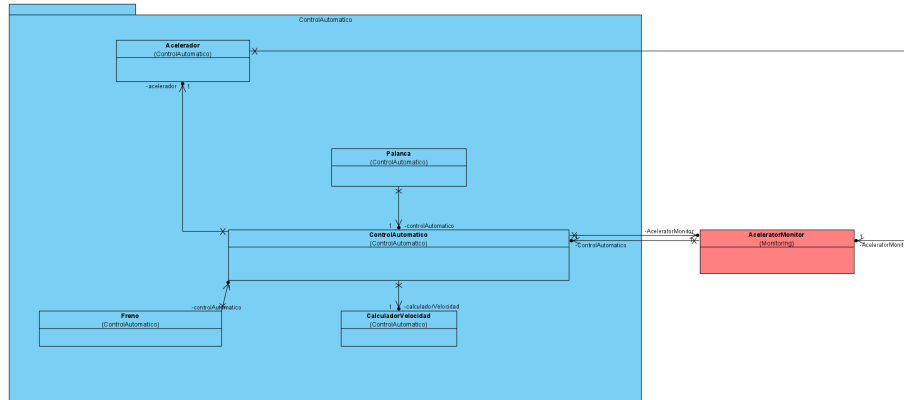 ControlAutomatico
Acelerador
(ControlAutomatico)
-acelerador
1
Palanca
(ControlAutomatico)
1
-controlAutomatico
ControlAutomatico
(ControlAutomatico)
-AceleratorMonitor
-ControlAutomatico
AceleratorMonitor
(Monitoring)
1
-AceleratorMonit
1
-controlAutomatico
1
-calculadorVelocidad
Freno
(ControlAutomatico)
CalculadorVelocidad
(ControlAutomatico)